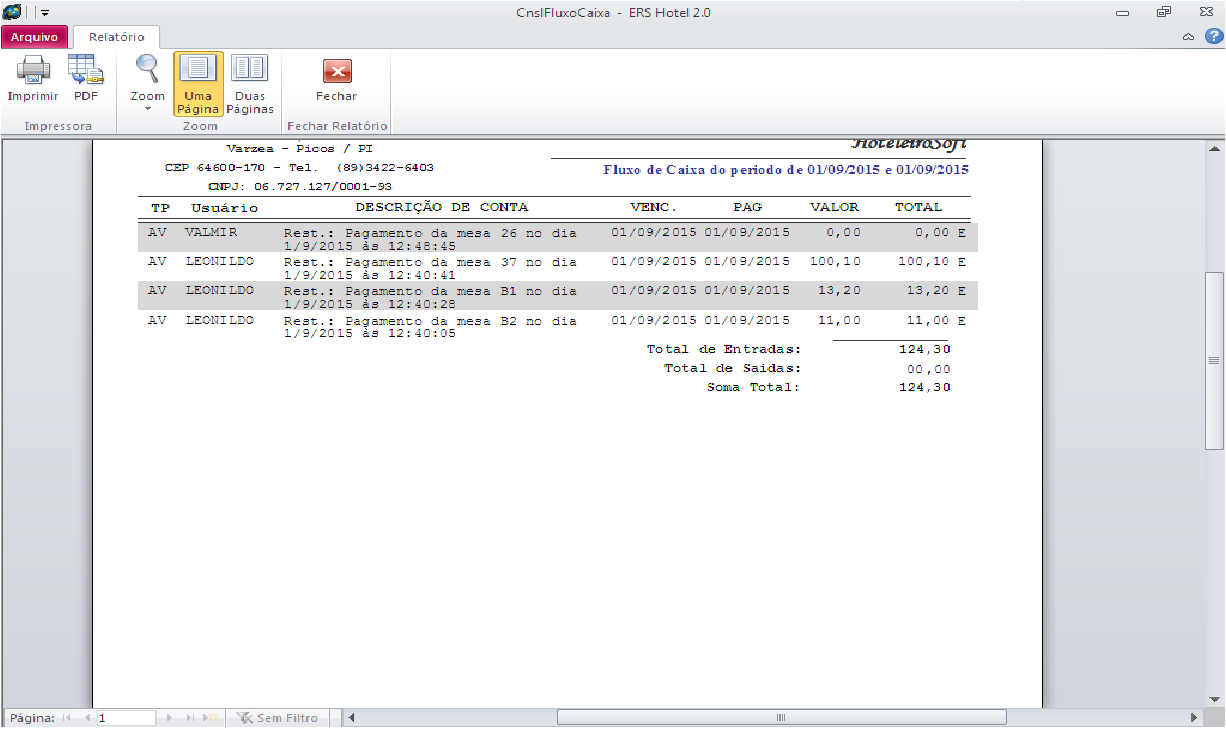 CnslFluxoCaixa - ERS Hotel 2.0
Arquivo Relatório
Imprimir PDF Zoom Uma Página Duas Páginas Fechar
Impressora Zoom Fechar Relatório
Varzea - Picos / PI
HoteleiroSoft
CEP 64600-170 - Tel. (89)3422-6403
Fluxo de Caixa do periodo de 01/09/2015 e 01/09/2015
CNPJ: 06.727.127/0001-93
TP Usuário DESCRIÇÃO DE CONTA VENC. PAG VALOR TOTAL
AV VALMIR Rest.: Pagamento da mesa 26 no dia 01/09/2015 01/09/2015 0,00 0,00 E
1/9/2015 às 12:48:45
AV LEONILDO Rest.: Pagamento da mesa 37 no dia 01/09/2015 01/09/2015 100,10 100,10 E
1/9/2015 às 12:40:41
AV LEONILDO Rest.: Pagamento da mesa B1 no dia 01/09/2015 01/09/2015 13,20 13,20 E
1/9/2015 às 12:40:28
AV LEONILDO Rest.: Pagamento da mesa B2 no dia 01/09/2015 01/09/2015 11,00 11,00 E
1/9/2015 às 12:40:05
Total de Entradas: 124,30
Total de Saidas: 00,00
Soma Total: 124,30
Página: 1 Sem Filtro